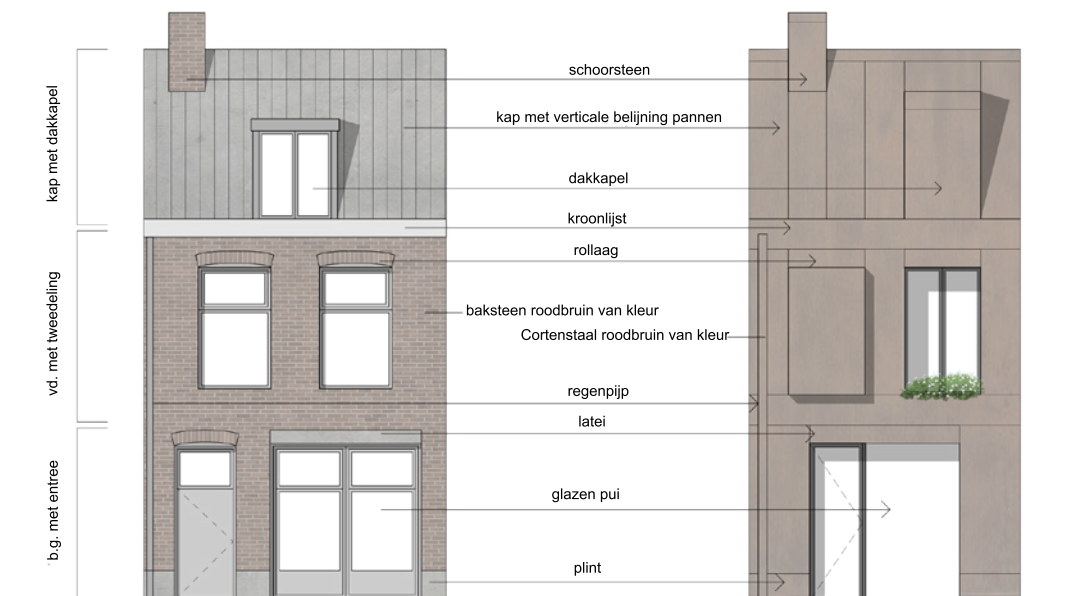 kap met dakkapel
vd. met tweedeling
b.g. met entree
schoorsteen
kap met verticale belijning pannen
dakkapel
kroonlijst
rollaag
baksteen roodbruin van kleur
Cortenstaal roodbruin van kleur
regenpijp
latei
glazen pui
plint